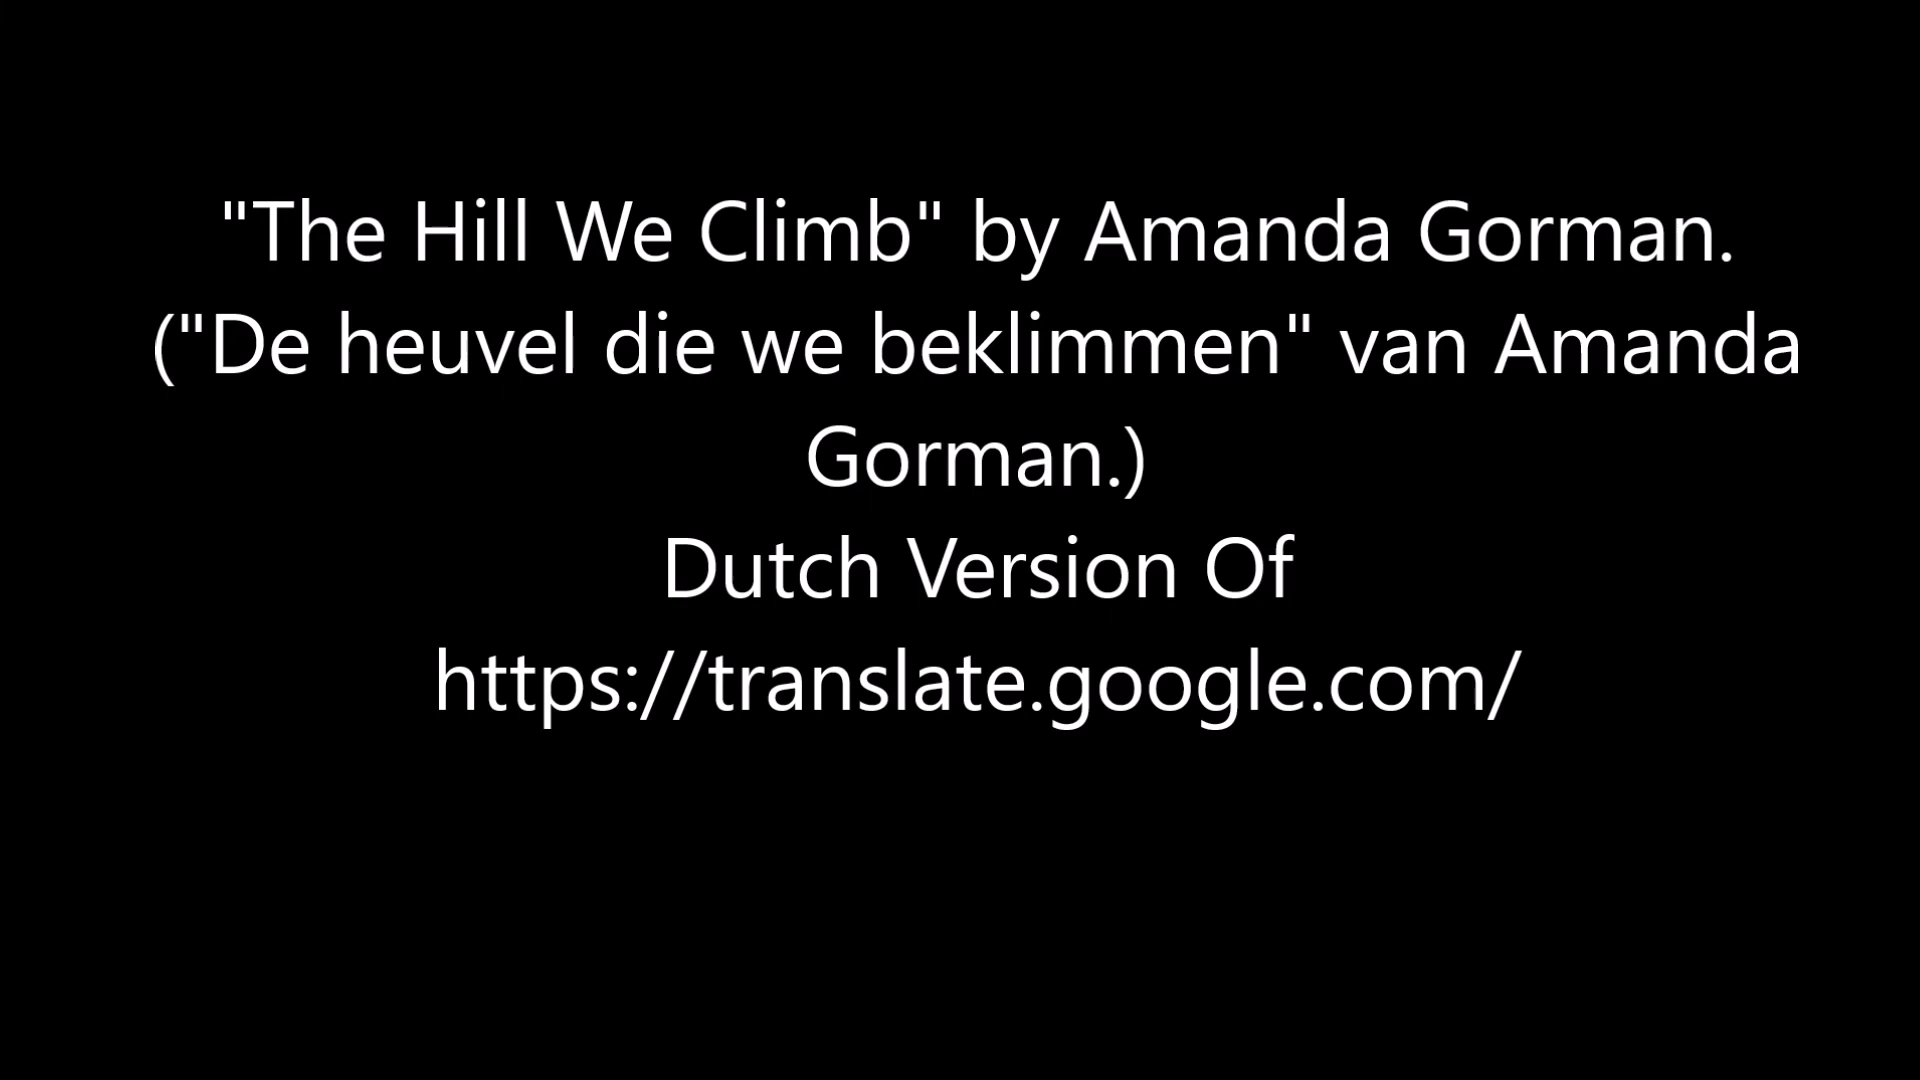 "The Hill We Climb" by Amanda Gorman.
("De heuvel die we beklimmen" van Amanda
Gorman.)
Dutch Version Of
https://translate.google.com/